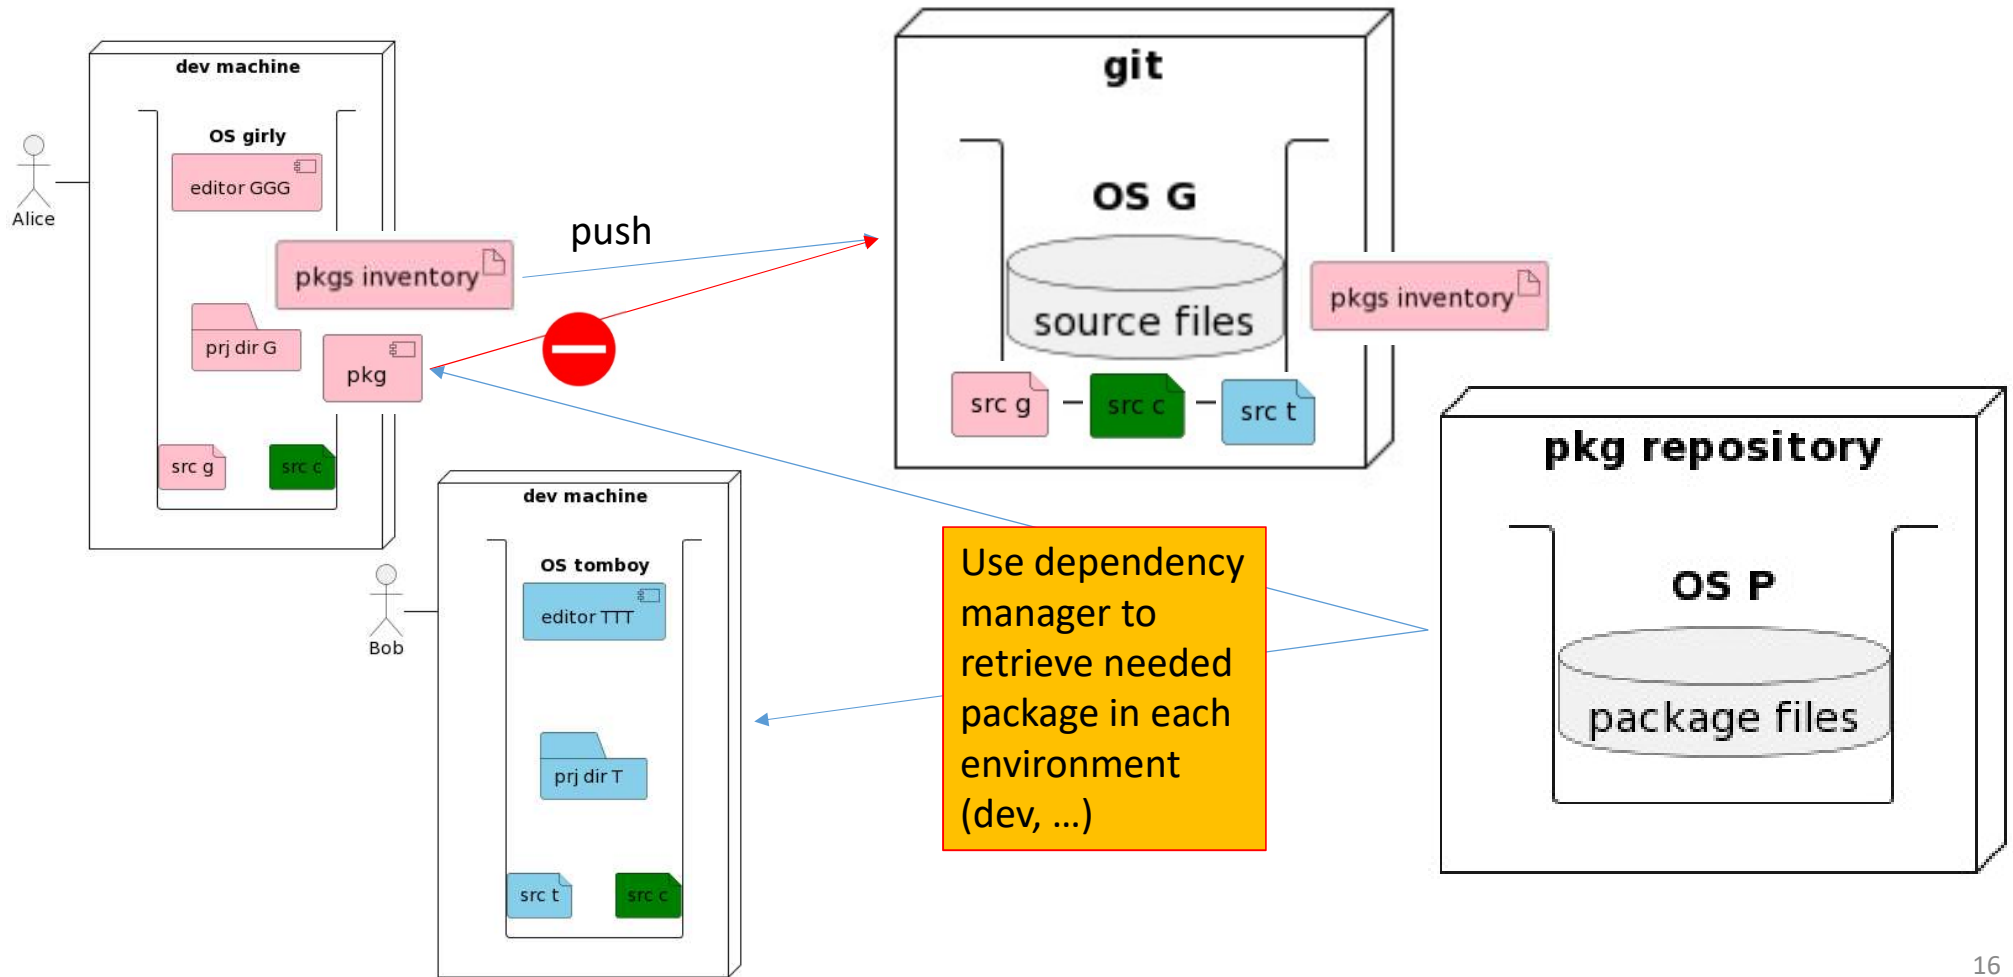 dev machine
OS girly
editor GGG
Alice
pkgs inventory
prj dir G
pkg
src g
src c
push
git
OS G
source files
pkgs inventory
src g
src c
src t
dev machine
OS tomboy
editor TTT
Bob
prj dir T
src t
src c
Use dependency
manager to
retrieve needed
package in each
environment
(dev, ...)
pkg repository
OS P
package files
16